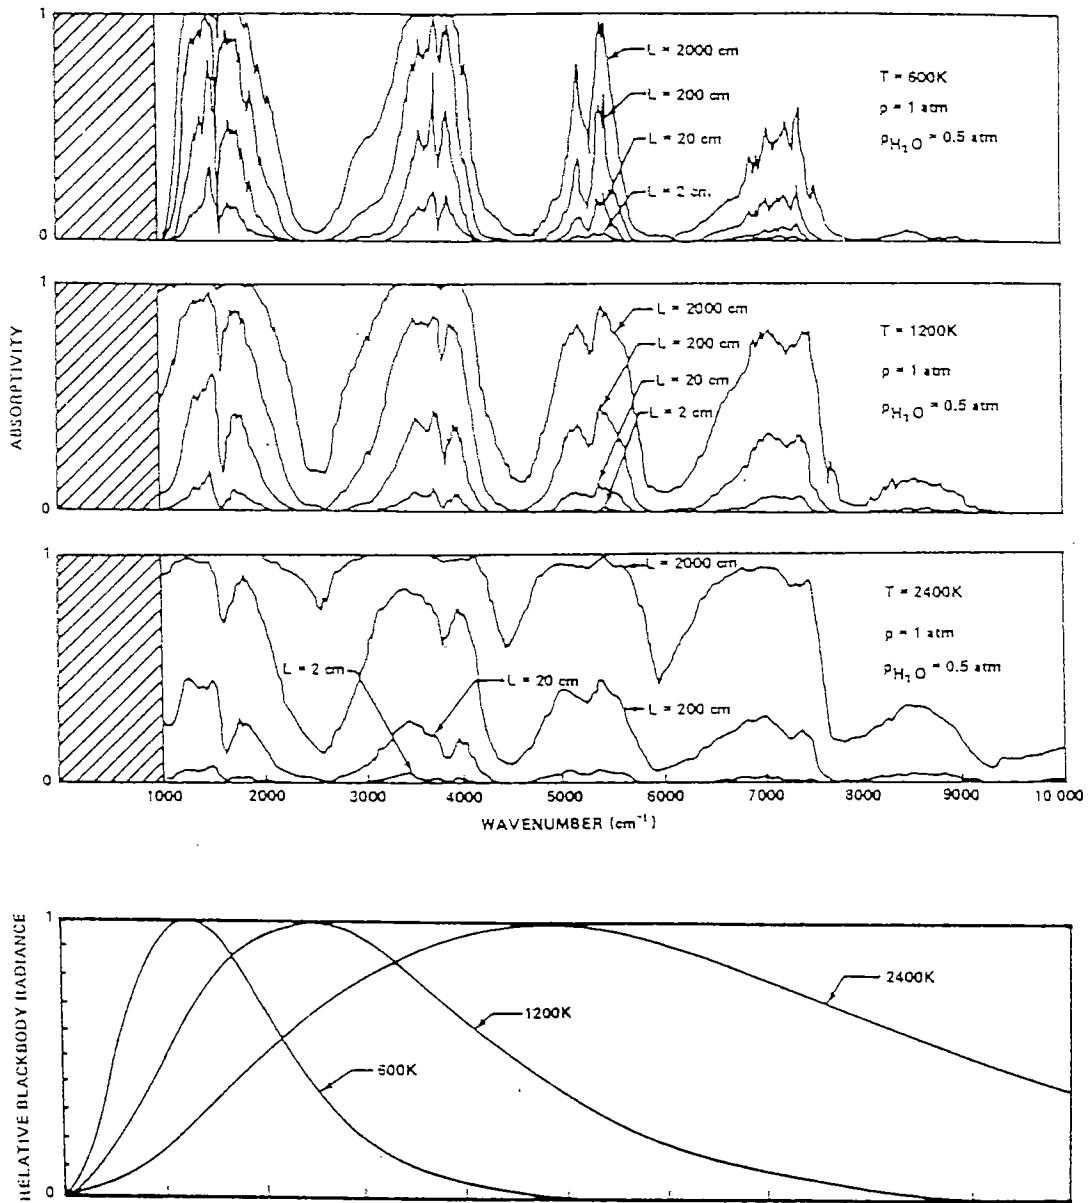 1
L = 2000 cm
L = 200 cm
L = 20 cm
L = 2 cm
T = 600K
p = 1 atm
PH2O = 0.5 atm
0
1
L = 2000 cm
L = 200 cm
L = 20 cm
L = 2 cm
T = 1200K
p = 1 atm
PH2O = 0.5 atm
0
ABSORPTIVITY
1
L = 2000 cm
T = 2400K
p = 1 atm
PH2O = 0.5 atm
L = 2 cm
L = 20 cm
L = 200 cm
0
1000 2000 3000 4000 5000 6000 7000 8000 9000 10 000
WAVENUMBER (cm⁻¹)
RELATIVE BLACKBODY RADIANCE
1
2400K
1200K
600K
0